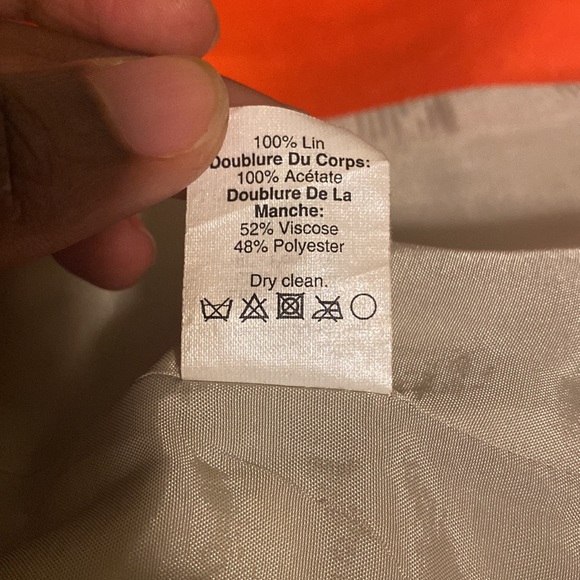 100% Lin
Doublure Du Corps:
100% Acétate
Doublure De La
Manche:
52% Viscose
48% Polyester
Dry clean.